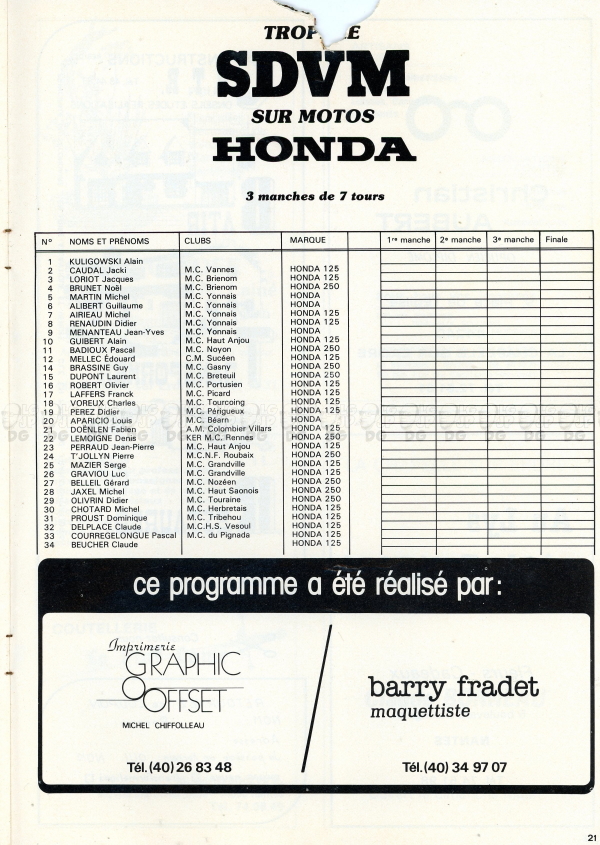 TROP E
SDVM
SUR MOTOS
HONDA
3 manches de 7 tours
N° NOMS ET PRÉNOMS CLUBS MARQUE 1re manche 2e manche 3e manche Finale
1 KULIGOWSKI Alain
2 CAUDAL Jacki M.C. Vannes HONDA 125
3 LORIOT Jacques M.C. Brienom HONDA 125
4 BRUNET Noël M.C. Brienom HONDA 250
5 MARTIN Michel M.C. Yonnais HONDA
6 ALIBERT Guillaume M.C. Yonnais HONDA
7 AIRIEAU Michel M.C. Yonnais HONDA 125
8 RENAUDIN Didier M.C. Yonnais HONDA 125
9 MENANTEAU Jean-Yves M.C. Yonnais HONDA
10 GUIBERT Alain M.C. Haut Anjou HONDA 125
11 BADIOUX Pascal M.C. Noyon HONDA 250
12 MELLEC Édouard C.M. Sucéen HONDA 125
14 BRASSINE Guy M.C. Gasny HONDA 250
15 DUPONT Laurent M.C. Breteuil HONDA 250
16 ROBERT Olivier M.C. Portusien HONDA 125
17 LAFFERS Franck M.C. Picard HONDA 125
18 VOREUX Charles M.C. Tourcoing HONDA 125
19 PEREZ Didier M.C. Périgueux HONDA 125
20 APARICIO Louis M.C. Béarn HONDA
21 DOËNLEN Fabien A.M. Colombier Villars HONDA 125
22 LEMOIGNE Denis KER M.C. Rennes HONDA 250
23 PERRAUD Jean-Pierre M.C. Haut Anjou HONDA 125
24 T'JOLLYN Pierre M.C.N.F. Roubaix HONDA 250
25 MAZIER Serge M.C. Grandville HONDA 125
26 GRAVIOU Luc M.C. Grandville HONDA 125
27 BELLEIL Gérard M.C. Nozéen HONDA 250
28 JAXEL Michel M.C. Haut Saonois HONDA 250
29 OLIVRIN Didier M.C. Touraine HONDA 250
30 CHOTARD Michel M.C. Herbretais HONDA 125
31 PROUST Dominique M.C. Tribehou HONDA 125
32 DELPLACE Claude M.C.H.S. Vesoul HONDA 125
33 COURREGELONGUE Pascal M.C. du Pignada HONDA 125
34 BEUCHER Claude HONDA 125
ce programme a été réalisé par :
Imprimerie
GRAPHIC
OFFSET
MICHEL CHIFFOLEAU
Tél. (40) 26 83 48
barry fradet
maquettiste
Tél. (40) 34 97 07
21